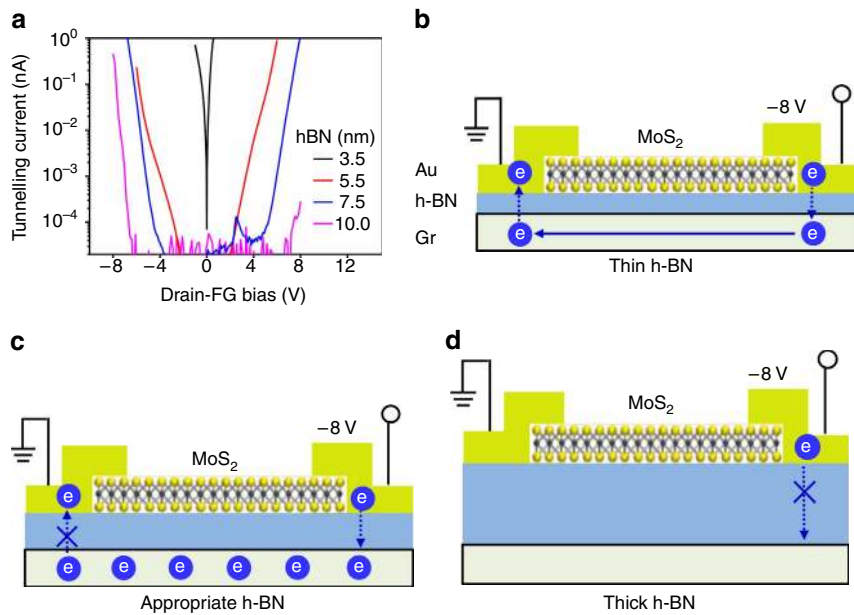 a
10⁰
10⁻¹
10⁻²
10⁻³
10⁻⁴
Tunnelling current (nA)
hBN (nm)
3.5
5.5
7.5
10.0
−8 −4 0 4 8 12
Drain-FG bias (V)
b
−8 V
MoS₂
Au
e e
h-BN
Gr
e e
Thin h-BN
c
−8 V
MoS₂
e e
e e e e e e
Appropriate h-BN
d
−8 V
MoS₂
e
Thick h-BN